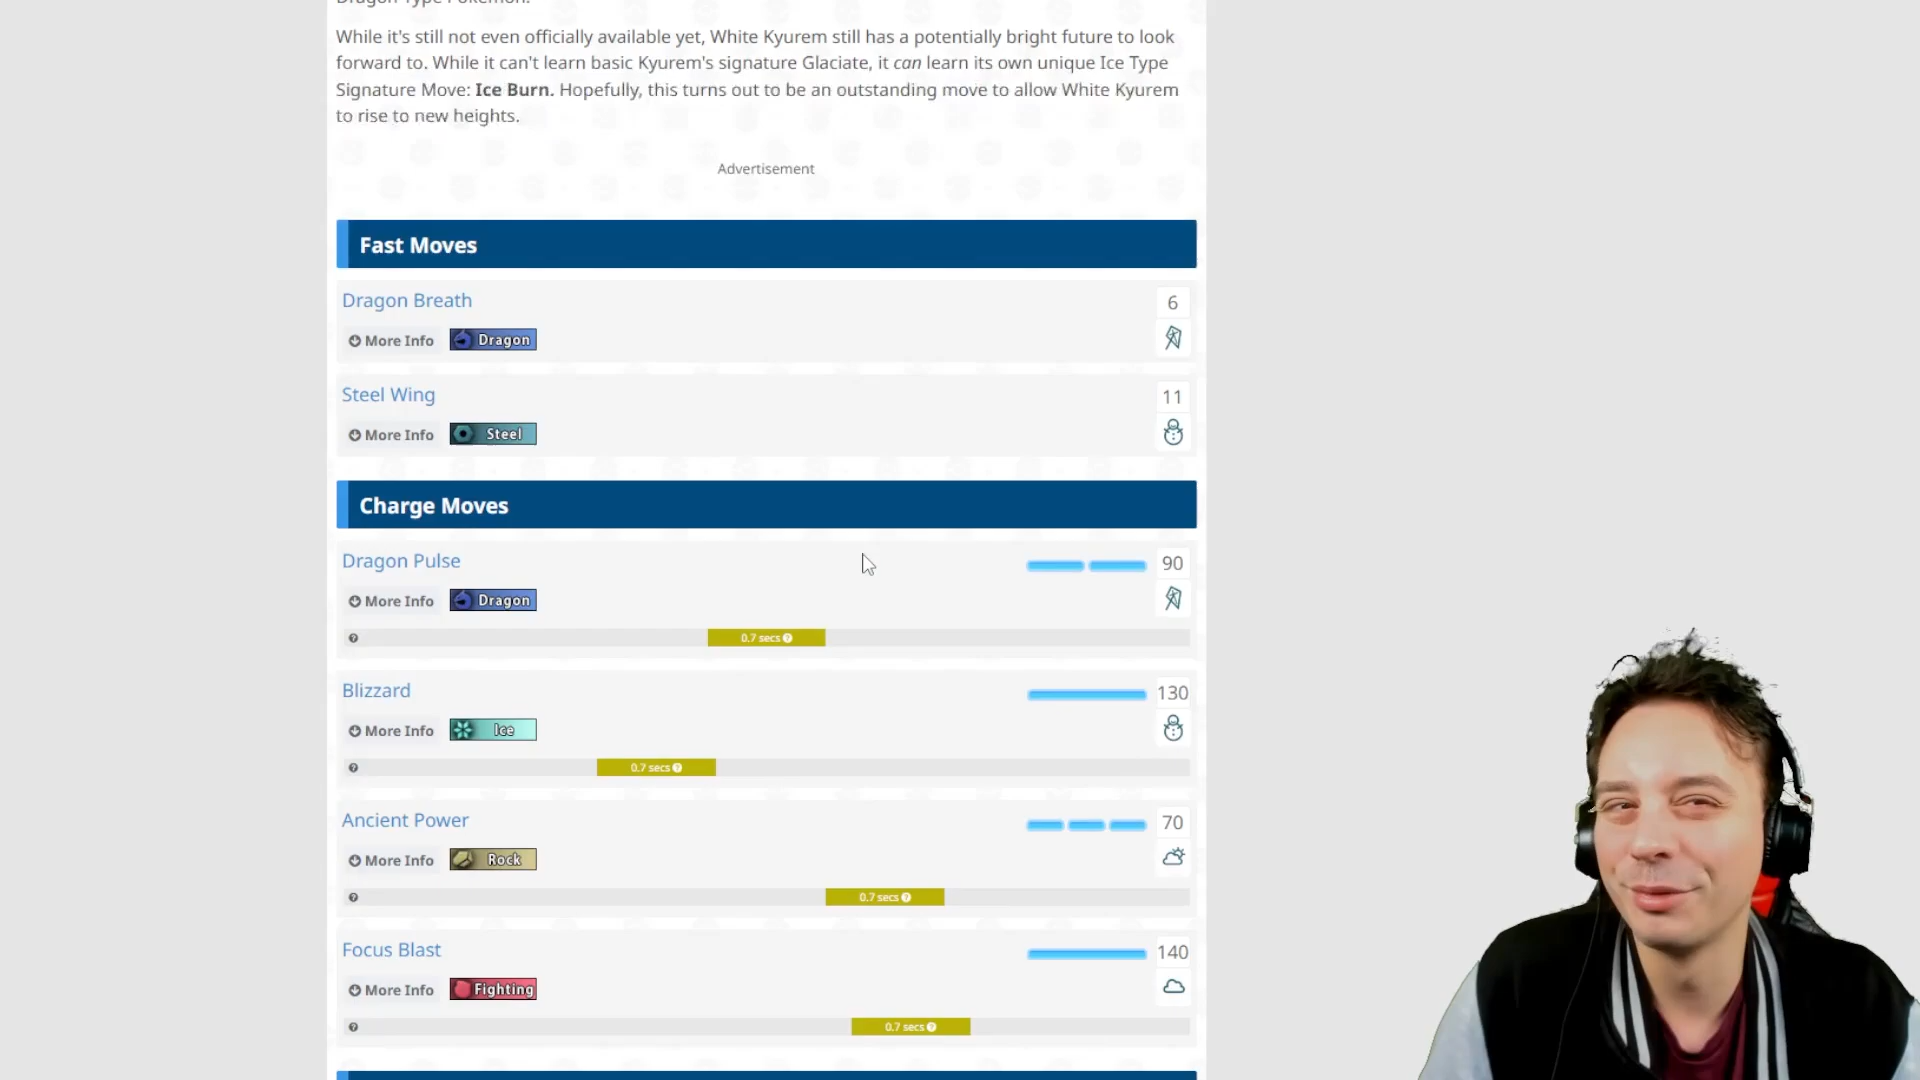 Dragon Type Pokémon.
While it's still not even officially available yet, White Kyurem still has a potentially bright future to look
forward to. While it can't learn basic Kyurem's signature Glaciate, it can learn its own unique Ice Type
Signature Move: Ice Burn. Hopefully, this turns out to be an outstanding move to allow White Kyurem
to rise to new heights.
Advertisement
Fast Moves
Dragon Breath 6
More Info Dragon
Steel Wing 11
More Info Steel
Charge Moves
Dragon Pulse 90
More Info Dragon
0.7 secs
Blizzard 130
More Info Ice
0.7 secs
Ancient Power 70
More Info Rock
0.7 secs
Focus Blast 140
More Info Fighting
0.7 secs